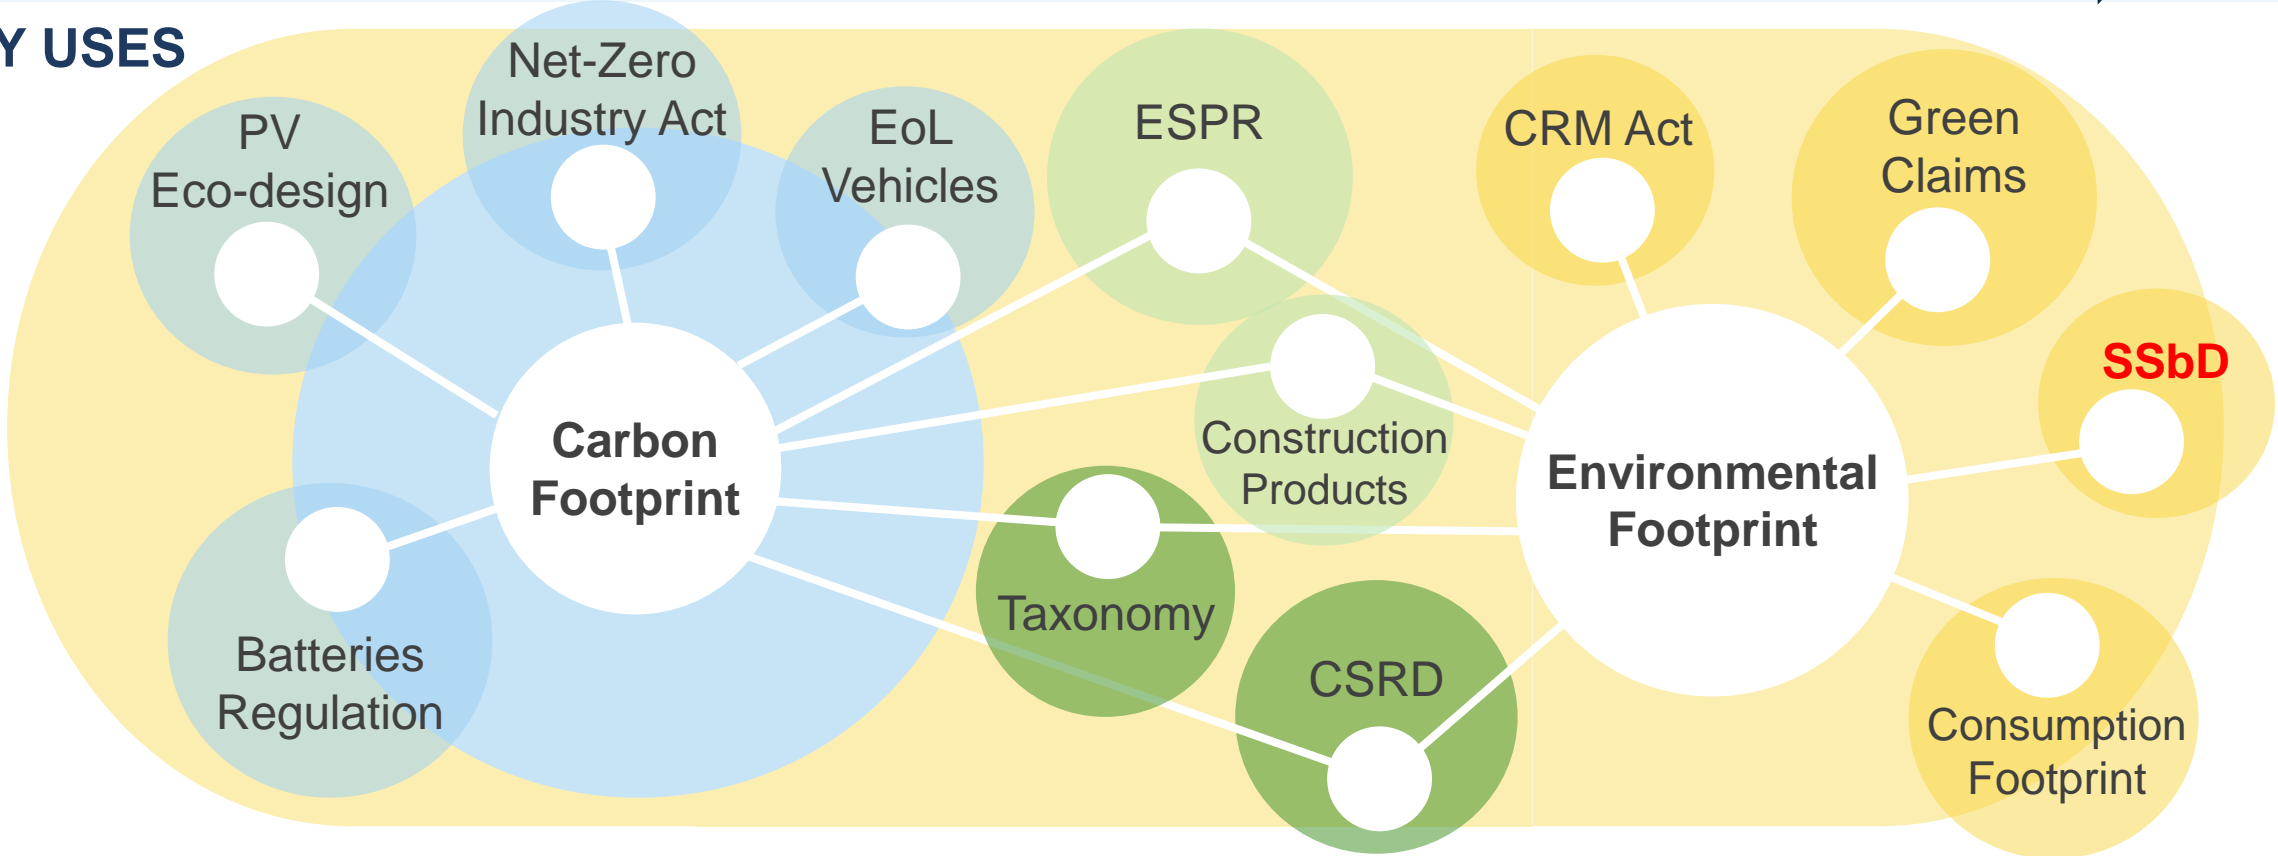 Y USES
PV
Eco-design
Net-Zero
Industry Act
EoL
Vehicles
ESPR
CRM Act
Green
Claims
SSbD
Carbon
Footprint
Construction
Products
Environmental
Footprint
Taxonomy
Batteries
Regulation
CSRD
Consumption
Footprint